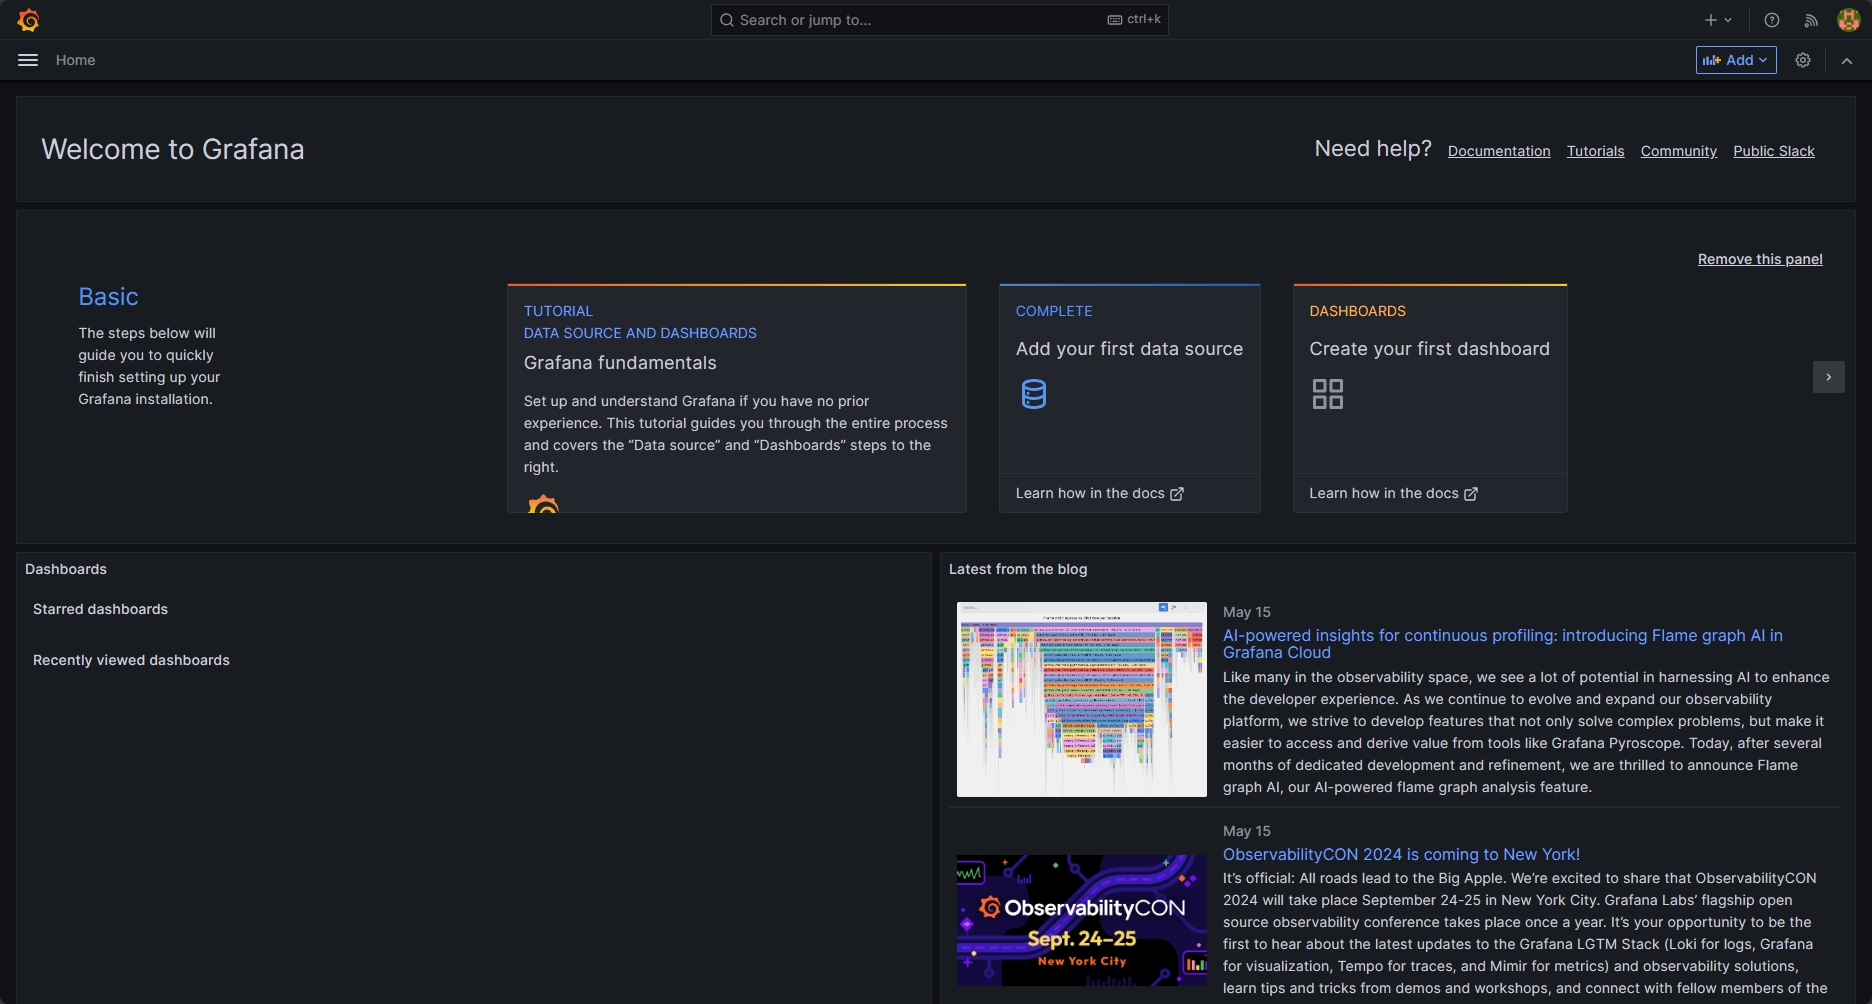 Search or jump to...
ctrl+k
Home
Add
Welcome to Grafana
Need help?
Documentation
Tutorials
Community
Public Slack
Remove this panel
Basic
The steps below will
guide you to quickly
finish setting up your
Grafana installation.
TUTORIAL
DATA SOURCE AND DASHBOARDS
Grafana fundamentals
Set up and understand Grafana if you have no prior
experience. This tutorial guides you through the entire process
and covers the “Data source” and “Dashboards” steps to the
right.
COMPLETE
Add your first data source
Learn how in the docs
DASHBOARDS
Create your first dashboard
Learn how in the docs
Dashboards
Starred dashboards
Recently viewed dashboards
Latest from the blog
May 15
AI-powered insights for continuous profiling: introducing Flame graph AI in
Grafana Cloud
Like many in the observability space, we see a lot of potential in harnessing AI to enhance
the developer experience. As we continue to evolve and expand our observability
platform, we strive to develop features that not only solve complex problems, but make it
easier to access and derive value from tools like Grafana Pyroscope. Today, after several
months of dedicated development and refinement, we are thrilled to announce Flame
graph AI, our AI-powered flame graph analysis feature.
ObservabilityCON
Sept. 24–25
New York City
May 15
ObservabilityCON 2024 is coming to New York!
It’s official: All roads lead to the Big Apple. We’re excited to share that ObservabilityCON
2024 will take place September 24-25 in New York City. Grafana Labs’ flagship open
source observability conference takes place once a year. It’s your opportunity to be the
first to hear about the latest updates to the Grafana LGTM Stack (Loki for logs, Grafana
for visualization, Tempo for traces, and Mimir for metrics) and observability solutions,
learn tips and tricks from demos and workshops, and connect with fellow members of the